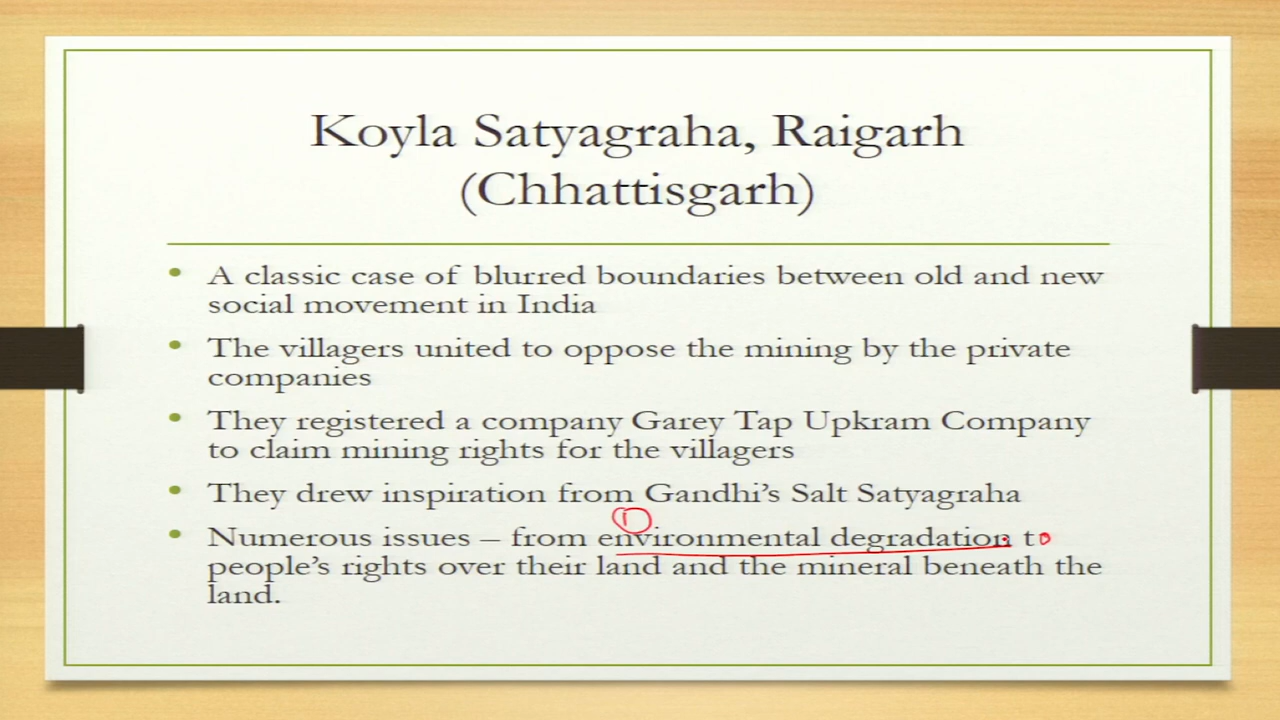 Koyla Satyagraha, Raigarh
(Chhattisgarh)
• A classic case of blurred boundaries between old and new
social movement in India
• The villagers united to oppose the mining by the private
companies
• They registered a company Garey Tap Upkram Company
to claim mining rights for the villagers
• They drew inspiration from Gandhi's Salt Satyagraha
1
• Numerous issues – from environmental degradation to
people's rights over their land and the mineral beneath the
land.